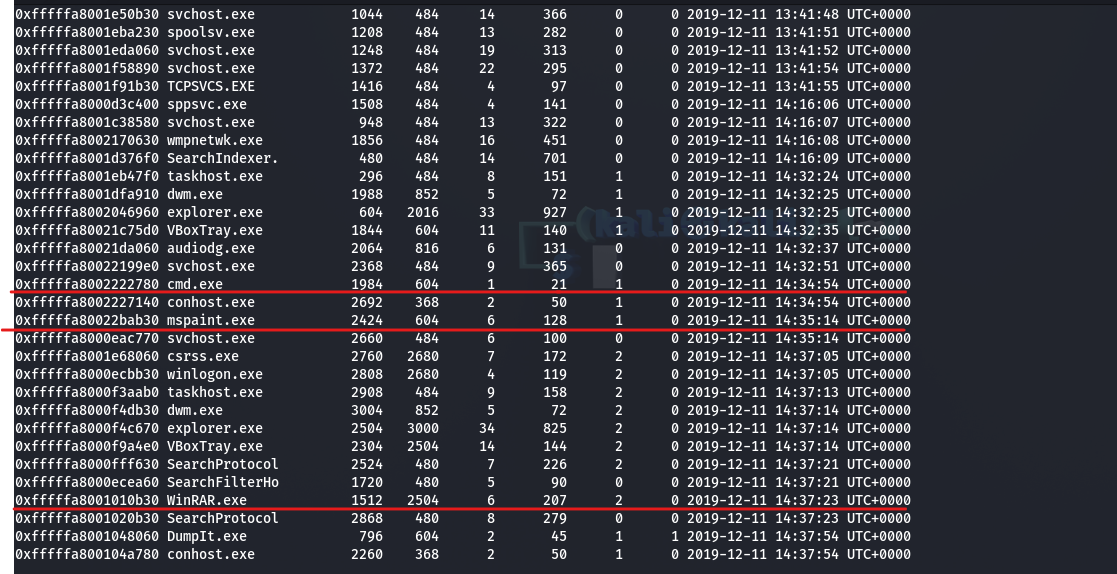 0xfffffa8001e50b30 svchost.exe 1044 484 14 366 0 0 2019-12-11 13:41:48 UTC+0000
0xfffffa8001eba230 spoolsv.exe 1208 484 13 282 0 0 2019-12-11 13:41:51 UTC+0000
0xfffffa8001eda060 svchost.exe 1248 484 19 313 0 0 2019-12-11 13:41:52 UTC+0000
0xfffffa8001f58890 svchost.exe 1372 484 22 295 0 0 2019-12-11 13:41:54 UTC+0000
0xfffffa8001f91b30 TCPSVCS.EXE 1416 484 4 97 0 0 2019-12-11 13:41:55 UTC+0000
0xfffffa8000d3c400 sppsvc.exe 1508 484 4 141 0 0 2019-12-11 14:16:06 UTC+0000
0xfffffa8001c38580 svchost.exe 948 484 13 322 0 0 2019-12-11 14:16:07 UTC+0000
0xfffffa8002170630 wmpnetwk.exe 1856 484 16 451 0 0 2019-12-11 14:16:08 UTC+0000
0xfffffa8001d376f0 SearchIndexer. 480 484 14 701 0 0 2019-12-11 14:16:09 UTC+0000
0xfffffa8001eb47f0 taskhost.exe 296 484 8 151 1 0 2019-12-11 14:32:24 UTC+0000
0xfffffa8001dfa910 dwm.exe 1988 852 5 72 1 0 2019-12-11 14:32:25 UTC+0000
0xfffffa8002046960 explorer.exe 604 2016 33 927 1 0 2019-12-11 14:32:25 UTC+0000
0xfffffa80021c75d0 VBoxTray.exe 1844 604 11 140 1 0 2019-12-11 14:32:35 UTC+0000
0xfffffa80021da060 audiodg.exe 2064 816 6 131 0 0 2019-12-11 14:32:37 UTC+0000
0xfffffa80022199e0 svchost.exe 2368 484 9 365 0 0 2019-12-11 14:32:51 UTC+0000
0xfffffa8002222780 cmd.exe 1984 604 1 21 1 0 2019-12-11 14:34:54 UTC+0000
0xfffffa8002227140 conhost.exe 2692 368 2 50 1 0 2019-12-11 14:34:54 UTC+0000
0xfffffa80022bab30 mspaint.exe 2424 604 6 128 1 0 2019-12-11 14:35:14 UTC+0000
0xfffffa8000eac770 svchost.exe 2660 484 6 100 0 0 2019-12-11 14:35:14 UTC+0000
0xfffffa8001e68060 csrss.exe 2760 2680 7 172 2 0 2019-12-11 14:37:05 UTC+0000
0xfffffa8000ecbb30 winlogon.exe 2808 2680 4 119 2 0 2019-12-11 14:37:05 UTC+0000
0xfffffa8000f3aab0 taskhost.exe 2908 484 9 158 2 0 2019-12-11 14:37:13 UTC+0000
0xfffffa8000f4db30 dwm.exe 3004 852 5 72 2 0 2019-12-11 14:37:14 UTC+0000
0xfffffa8000f4c670 explorer.exe 2504 3000 34 825 2 0 2019-12-11 14:37:14 UTC+0000
0xfffffa8000f9a4e0 VBoxTray.exe 2304 2504 14 144 2 0 2019-12-11 14:37:14 UTC+0000
0xfffffa8000fff630 SearchProtocol 2524 480 7 226 2 0 2019-12-11 14:37:21 UTC+0000
0xfffffa8000ecea60 SearchFilterHo 1720 480 5 90 0 0 2019-12-11 14:37:21 UTC+0000
0xfffffa8001010b30 WinRAR.exe 1512 2504 6 207 2 0 2019-12-11 14:37:23 UTC+0000
0xfffffa8001020b30 SearchProtocol 2868 480 8 279 0 0 2019-12-11 14:37:23 UTC+0000
0xfffffa8001048060 DumpIt.exe 796 604 2 45 1 1 2019-12-11 14:37:54 UTC+0000
0xfffffa800104a780 conhost.exe 2260 368 2 50 1 0 2019-12-11 14:37:54 UTC+0000